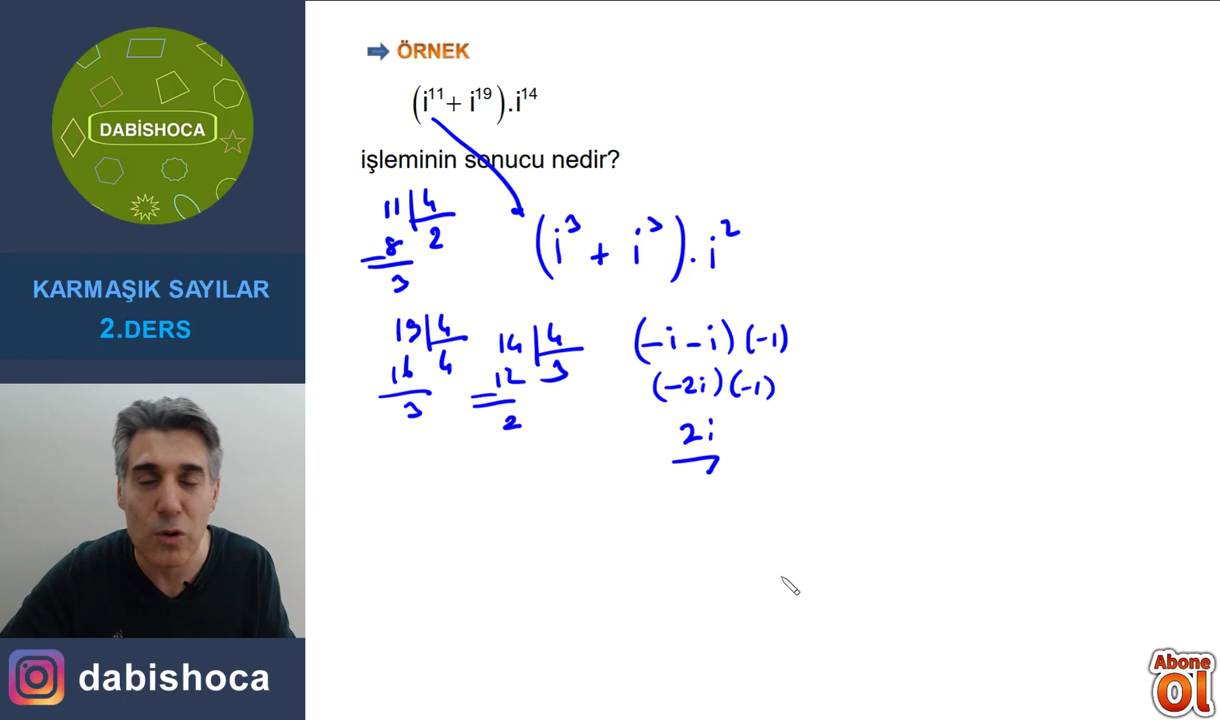 DABİSHOCA
KARMAŞIK SAYILAR
2.DERS
dabishoca
ÖRNEK
(i¹¹+ i¹⁹).i¹⁴
işleminin sonucu nedir?
11 | 4
8 2
3
(i³ + i³). i²
19 | 4
16 4
3
14 | 4
12 3
2
(-i - i)(-1)
(-2i)(-1)
2i
Abone
Ol